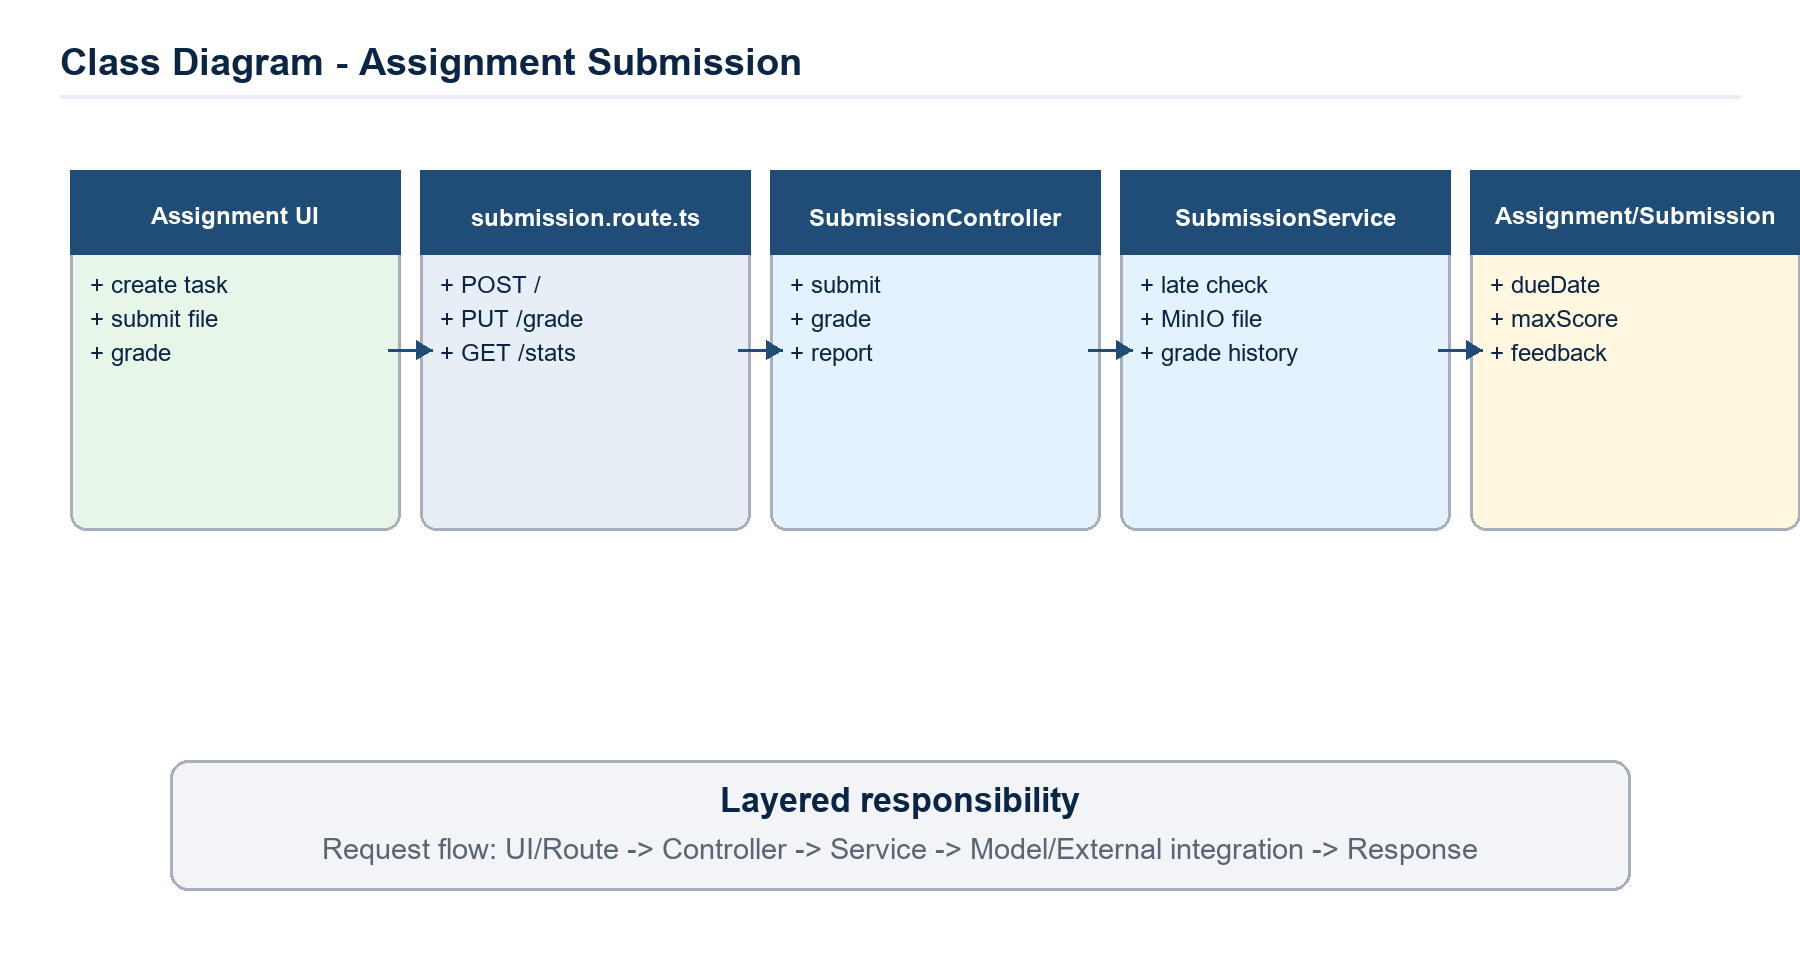 Class Diagram - Assignment Submission
Assignment UI
+ create task
+ submit file
+ grade
submission.route.ts
+ POST /
+ PUT /grade
+ GET /stats
SubmissionController
+ submit
+ grade
+ report
SubmissionService
+ late check
+ MinIO file
+ grade history
Assignment/Submission
+ dueDate
+ maxScore
+ feedback
Layered responsibility
Request flow: UI/Route -> Controller -> Service -> Model/External integration -> Response